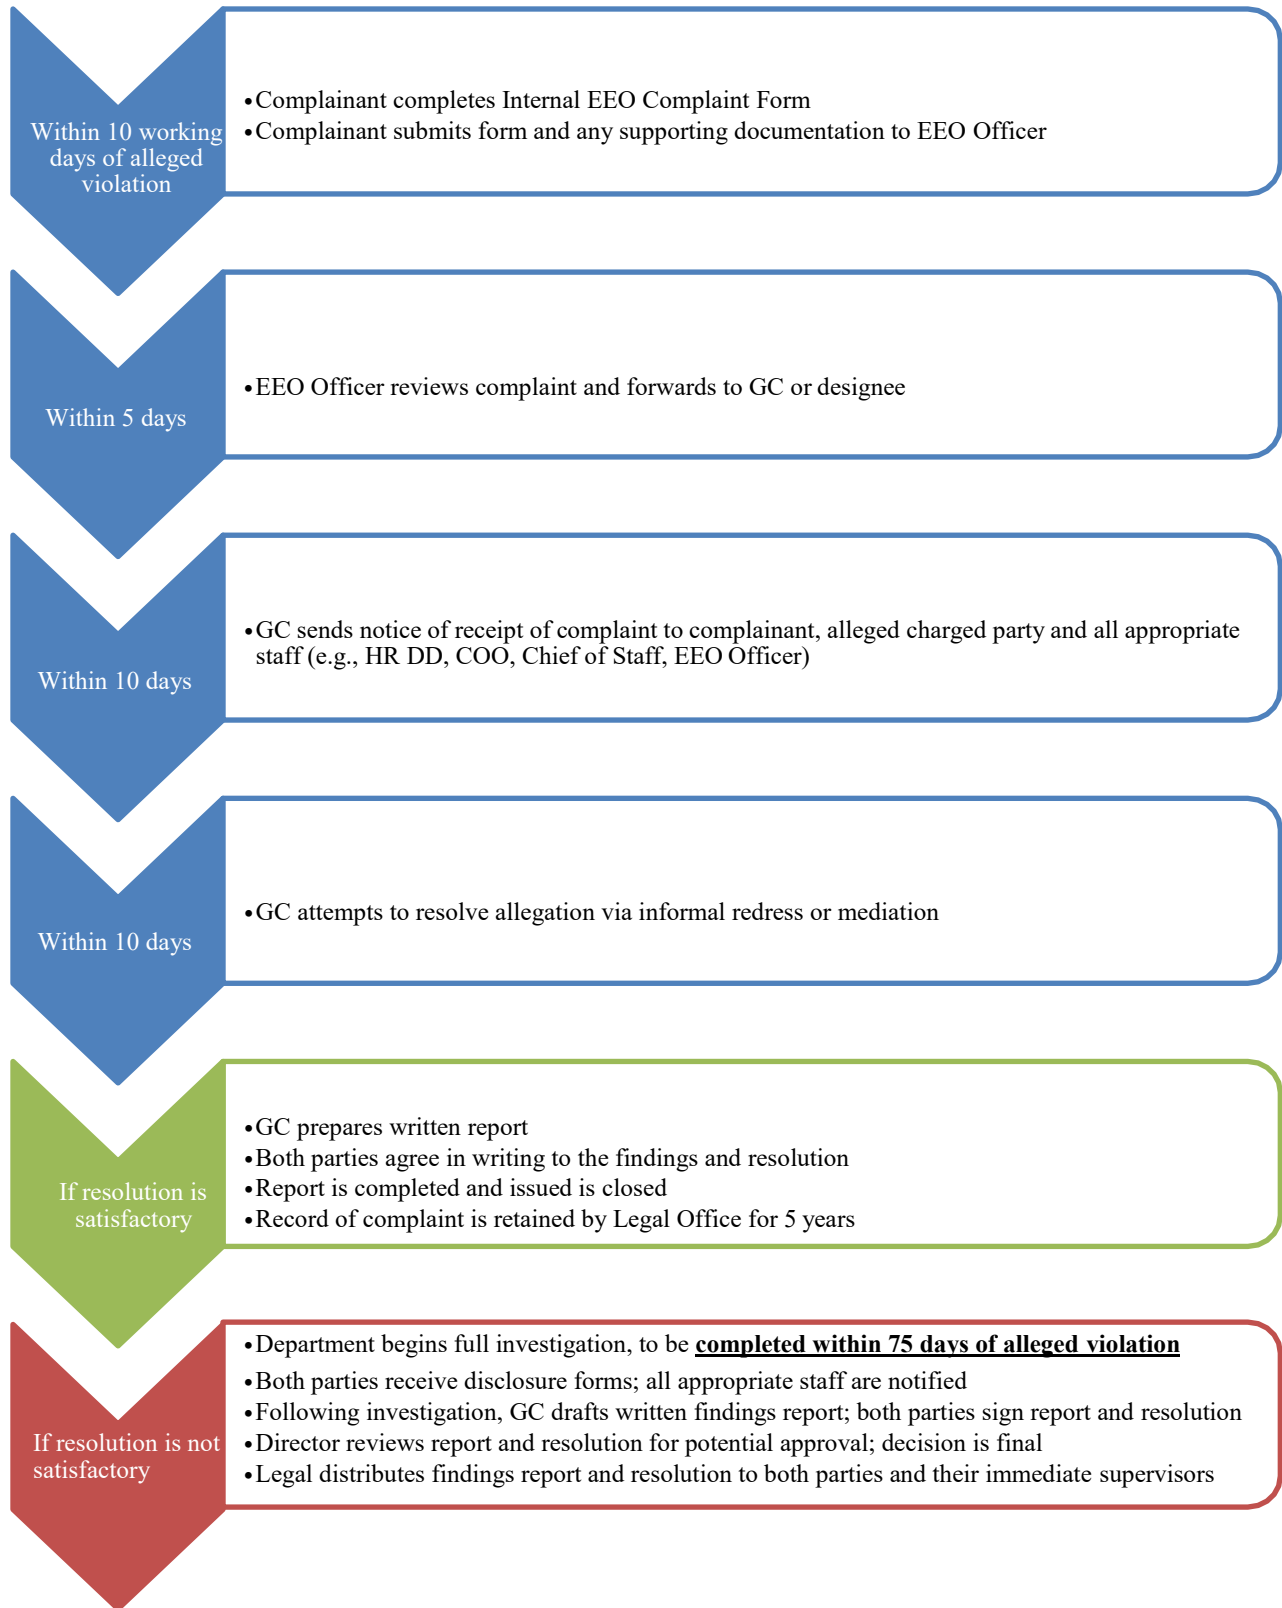 Within 10 working
days of alleged
violation
•Complainant completes Internal EEO Complaint Form
•Complainant submits form and any supporting documentation to EEO Officer
Within 5 days
•EEO Officer reviews complaint and forwards to GC or designee
Within 10 days
•GC sends notice of receipt of complaint to complainant, alleged charged party and all appropriate
staff (e.g., HR DD, COO, Chief of Staff, EEO Officer)
Within 10 days
•GC attempts to resolve allegation via informal redress or mediation
If resolution is
satisfactory
•GC prepares written report
•Both parties agree in writing to the findings and resolution
•Report is completed and issued is closed
•Record of complaint is retained by Legal Office for 5 years
If resolution is not
satisfactory
•Department begins full investigation, to be completed within 75 days of alleged violation
•Both parties receive disclosure forms; all appropriate staff are notified
•Following investigation, GC drafts written findings report; both parties sign report and resolution
•Director reviews report and resolution for potential approval; decision is final
•Legal distributes findings report and resolution to both parties and their immediate supervisors